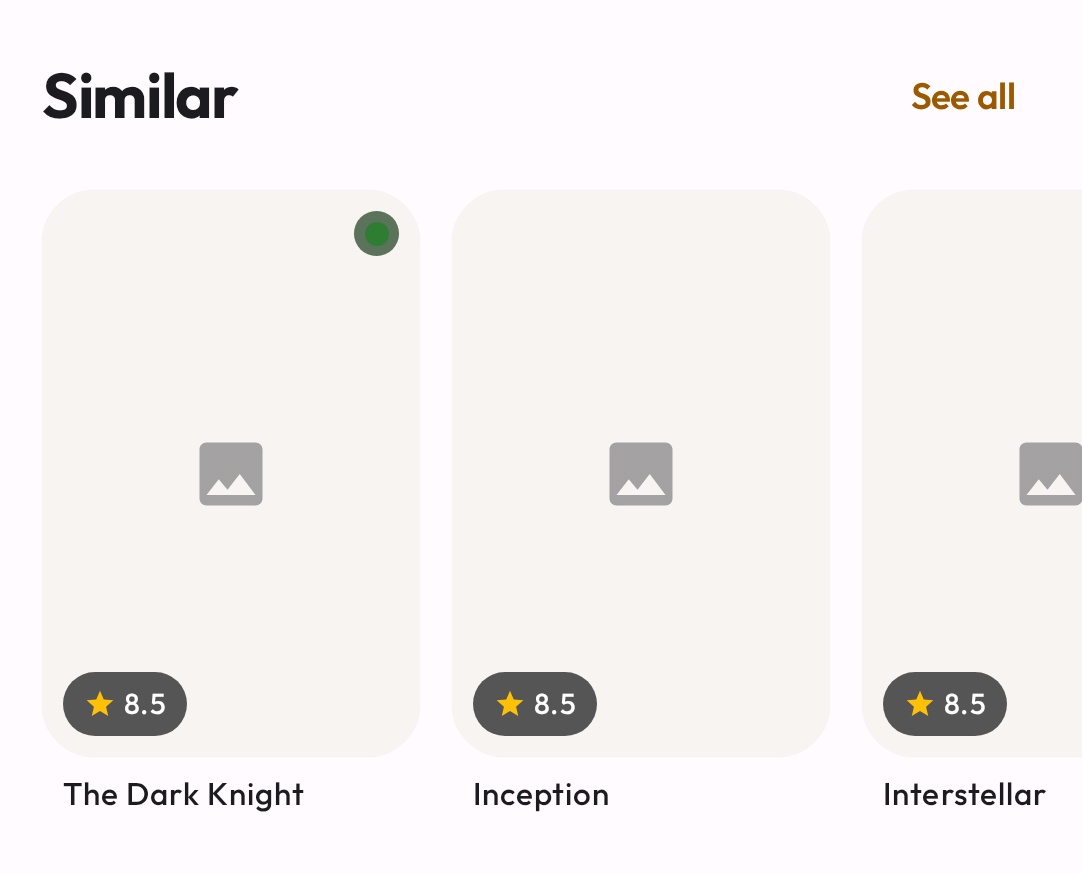 Similar
See all
8.5
8.5
8.5
The Dark Knight
Inception
Interstellar